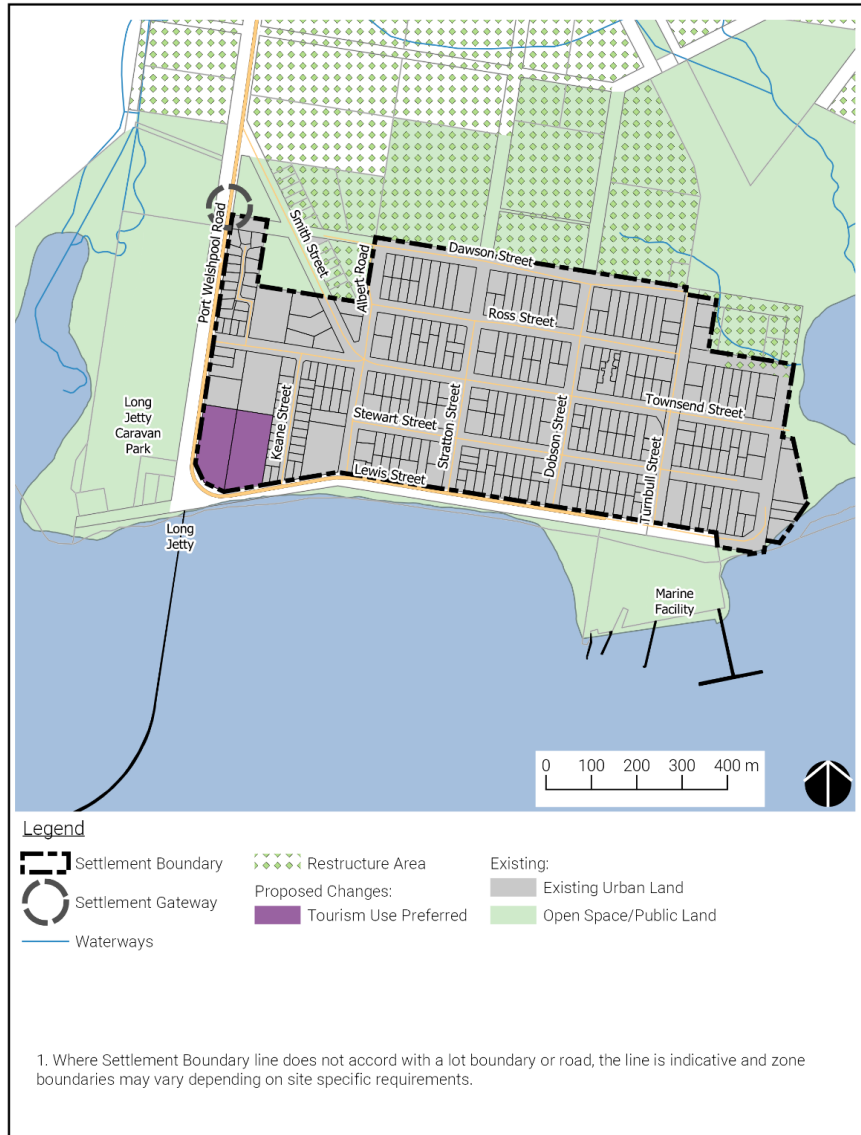 Port Welshpool Road
Smith Street
Albert Road
Dawson Street
Ross Street
Townsend Street
Long
Jetty
Caravan
Park
Keane Street
Stewart Street
Stratton Street
Dobson Street
Turnbull Street
Lewis Street
Long
Jetty
Marine
Facility
0 100 200 300 400 m
Legend
Settlement Boundary
Settlement Gateway
Waterways
Restructure Area
Proposed Changes:
Tourism Use Preferred
Existing:
Existing Urban Land
Open Space/Public Land
1. Where Settlement Boundary line does not accord with a lot boundary or road, the line is indicative and zone
boundaries may vary depending on site specific requirements.